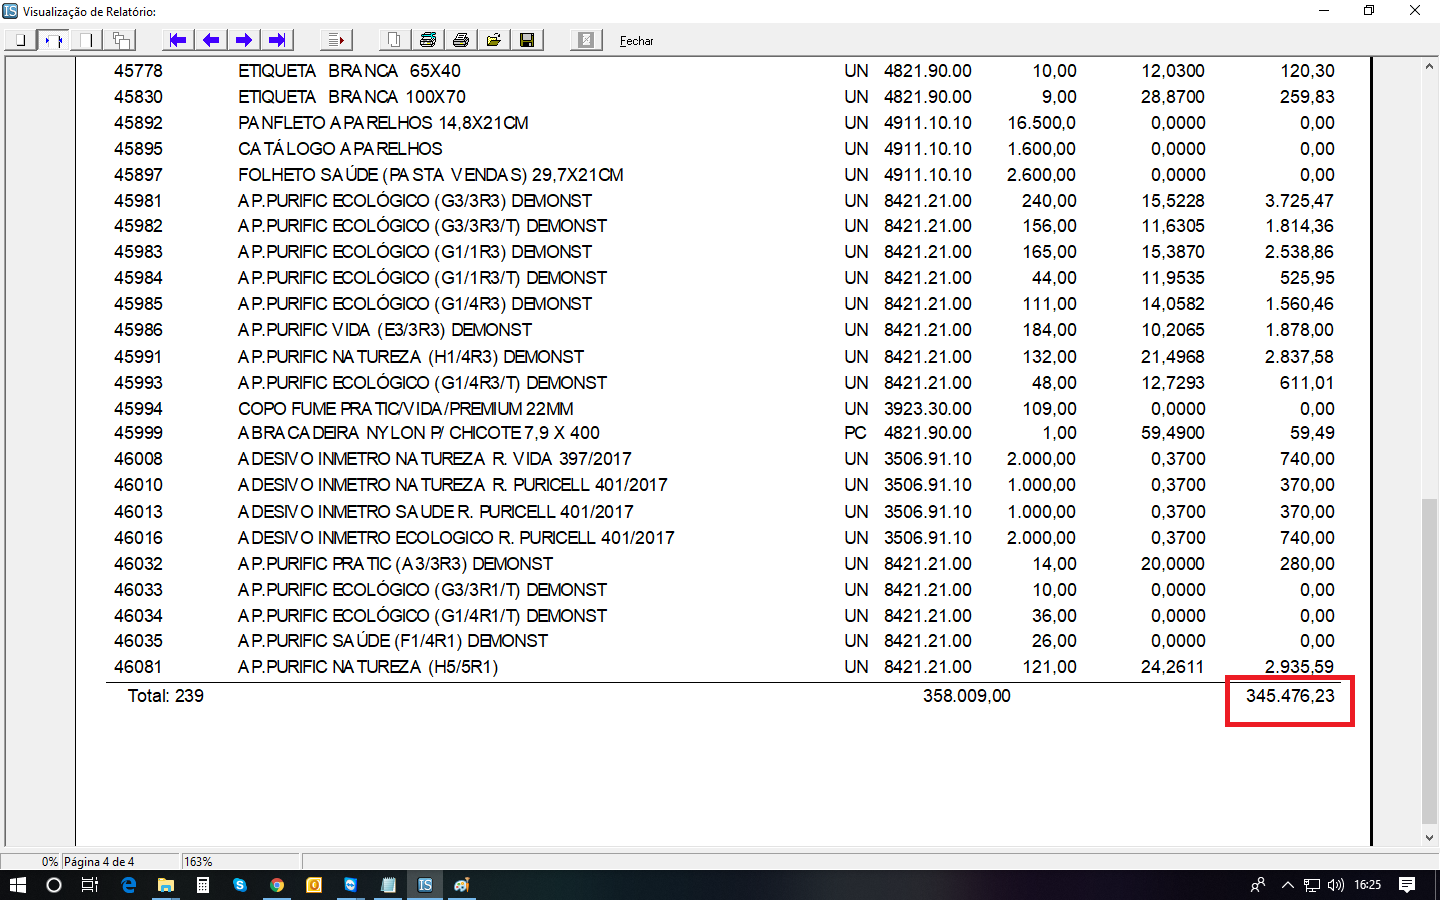 IS Visualização de Relatório:
Fechar
45778 ETIQUETA BRANCA 65X40 UN 4821.90.00 10,00 12,0300 120,30
45830 ETIQUETA BRANCA 100X70 UN 4821.90.00 9,00 28,8700 259,83
45892 PANFLETO APARELHOS 14,8X21CM UN 4911.10.10 16.500,0 0,0000 0,00
45895 CATÁLOGO APARELHOS UN 4911.10.10 1.600,00 0,0000 0,00
45897 FOLHETO SAÚDE (PASTA VENDAS) 29,7X21CM UN 4911.10.10 2.600,00 0,0000 0,00
45981 AP.PURIFIC ECOLÓGICO (G3/3R3) DEMONST UN 8421.21.00 240,00 15,5228 3.725,47
45982 AP.PURIFIC ECOLÓGICO (G3/3R3/T) DEMONST UN 8421.21.00 156,00 11,6305 1.814,36
45983 AP.PURIFIC ECOLÓGICO (G1/1R3) DEMONST UN 8421.21.00 165,00 15,3870 2.538,86
45984 AP.PURIFIC ECOLÓGICO (G1/1R3/T) DEMONST UN 8421.21.00 44,00 11,9535 525,95
45985 AP.PURIFIC ECOLÓGICO (G1/4R3) DEMONST UN 8421.21.00 111,00 14,0582 1.560,46
45986 AP.PURIFIC VIDA (E3/3R3) DEMONST UN 8421.21.00 184,00 10,2065 1.878,00
45991 AP.PURIFIC NATUREZA (H1/4R3) DEMONST UN 8421.21.00 132,00 21,4968 2.837,58
45993 AP.PURIFIC ECOLÓGICO (G1/4R3/T) DEMONST UN 8421.21.00 48,00 12,7293 611,01
45994 COPO FUME PRATIC/VIDA/PREMIUM 22MM UN 3923.30.00 109,00 0,0000 0,00
45999 ABRACADEIRA NYLON P/ CHICOTE 7,9 X 400 PC 4821.90.00 1,00 59,4900 59,49
46008 ADESIVO INMETRO NATUREZA R. VIDA 397/2017 UN 3506.91.10 2.000,00 0,3700 740,00
46010 ADESIVO INMETRO NATUREZA R. PURICELL 401/2017 UN 3506.91.10 1.000,00 0,3700 370,00
46013 ADESIVO INMETRO SAUDE R. PURICELL 401/2017 UN 3506.91.10 1.000,00 0,3700 370,00
46016 ADESIVO INMETRO ECOLOGICO R. PURICELL 401/2017 UN 3506.91.10 2.000,00 0,3700 740,00
46032 AP.PURIFIC PRATIC (A3/3R3) DEMONST UN 8421.21.00 14,00 20,0000 280,00
46033 AP.PURIFIC ECOLÓGICO (G3/3R1/T) DEMONST UN 8421.21.00 10,00 0,0000 0,00
46034 AP.PURIFIC ECOLÓGICO (G1/4R1/T) DEMONST UN 8421.21.00 36,00 0,0000 0,00
46035 AP.PURIFIC SAÚDE (F1/4R1) DEMONST UN 8421.21.00 26,00 0,0000 0,00
46081 AP.PURIFIC NATUREZA (H5/5R1) UN 8421.21.00 121,00 24,2611 2.935,59
Total: 239 358.009,00 345.476,23
0% Página 4 de 4 163%
IS 16:25